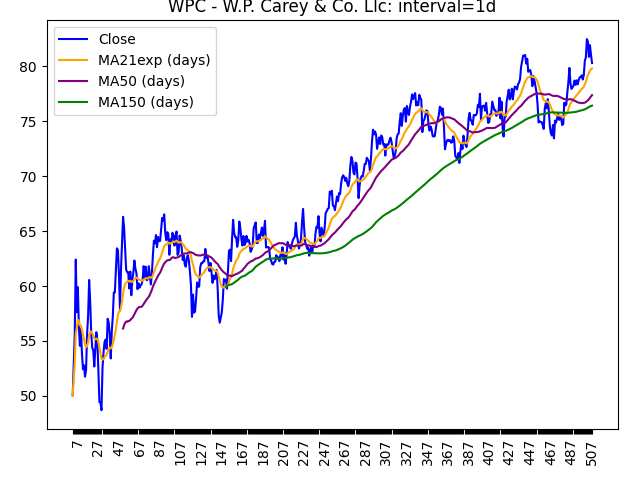 WPC - W.P. Carey & Co. Llc: interval=1d
Close
MA21exp (days)
MA50 (days)
MA150 (days)
80
75
70
65
60
55
50
7 27 47 67 87 107 127 147 167 187 207 227 247 267 287 307 327 347 367 387 407 427 447 467 487 507